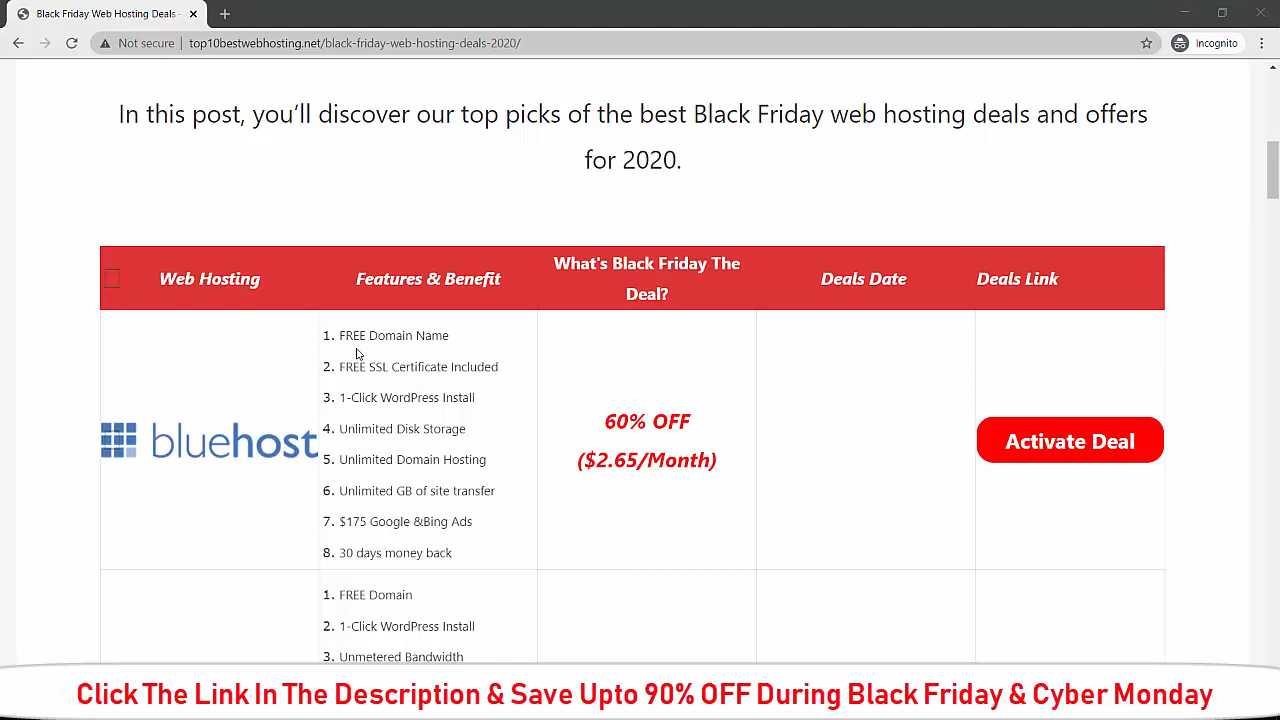 Black Friday Web Hosting Deals -
Not secure
top10bestwebhosting.net/black-friday-web-hosting-deals-2020/
Incognito
In this post, you'll discover our top picks of the best Black Friday web hosting deals and offers
for 2020.
Web Hosting
Features & Benefit
What's Black Friday The
Deal?
Deals Date
Deals Link
bluehost
1. FREE Domain Name
2. FREE SSL Certificate Included
3. 1-Click WordPress Install
4. Unlimited Disk Storage
5. Unlimited Domain Hosting
6. Unlimited GB of site transfer
7. $175 Google &Bing Ads
8. 30 days money back
60% OFF
($2.65/Month)
Activate Deal
1. FREE Domain
2. 1-Click WordPress Install
3. Unmetered Bandwidth
Click The Link In The Description & Save Upto 90% OFF During Black Friday & Cyber Monday